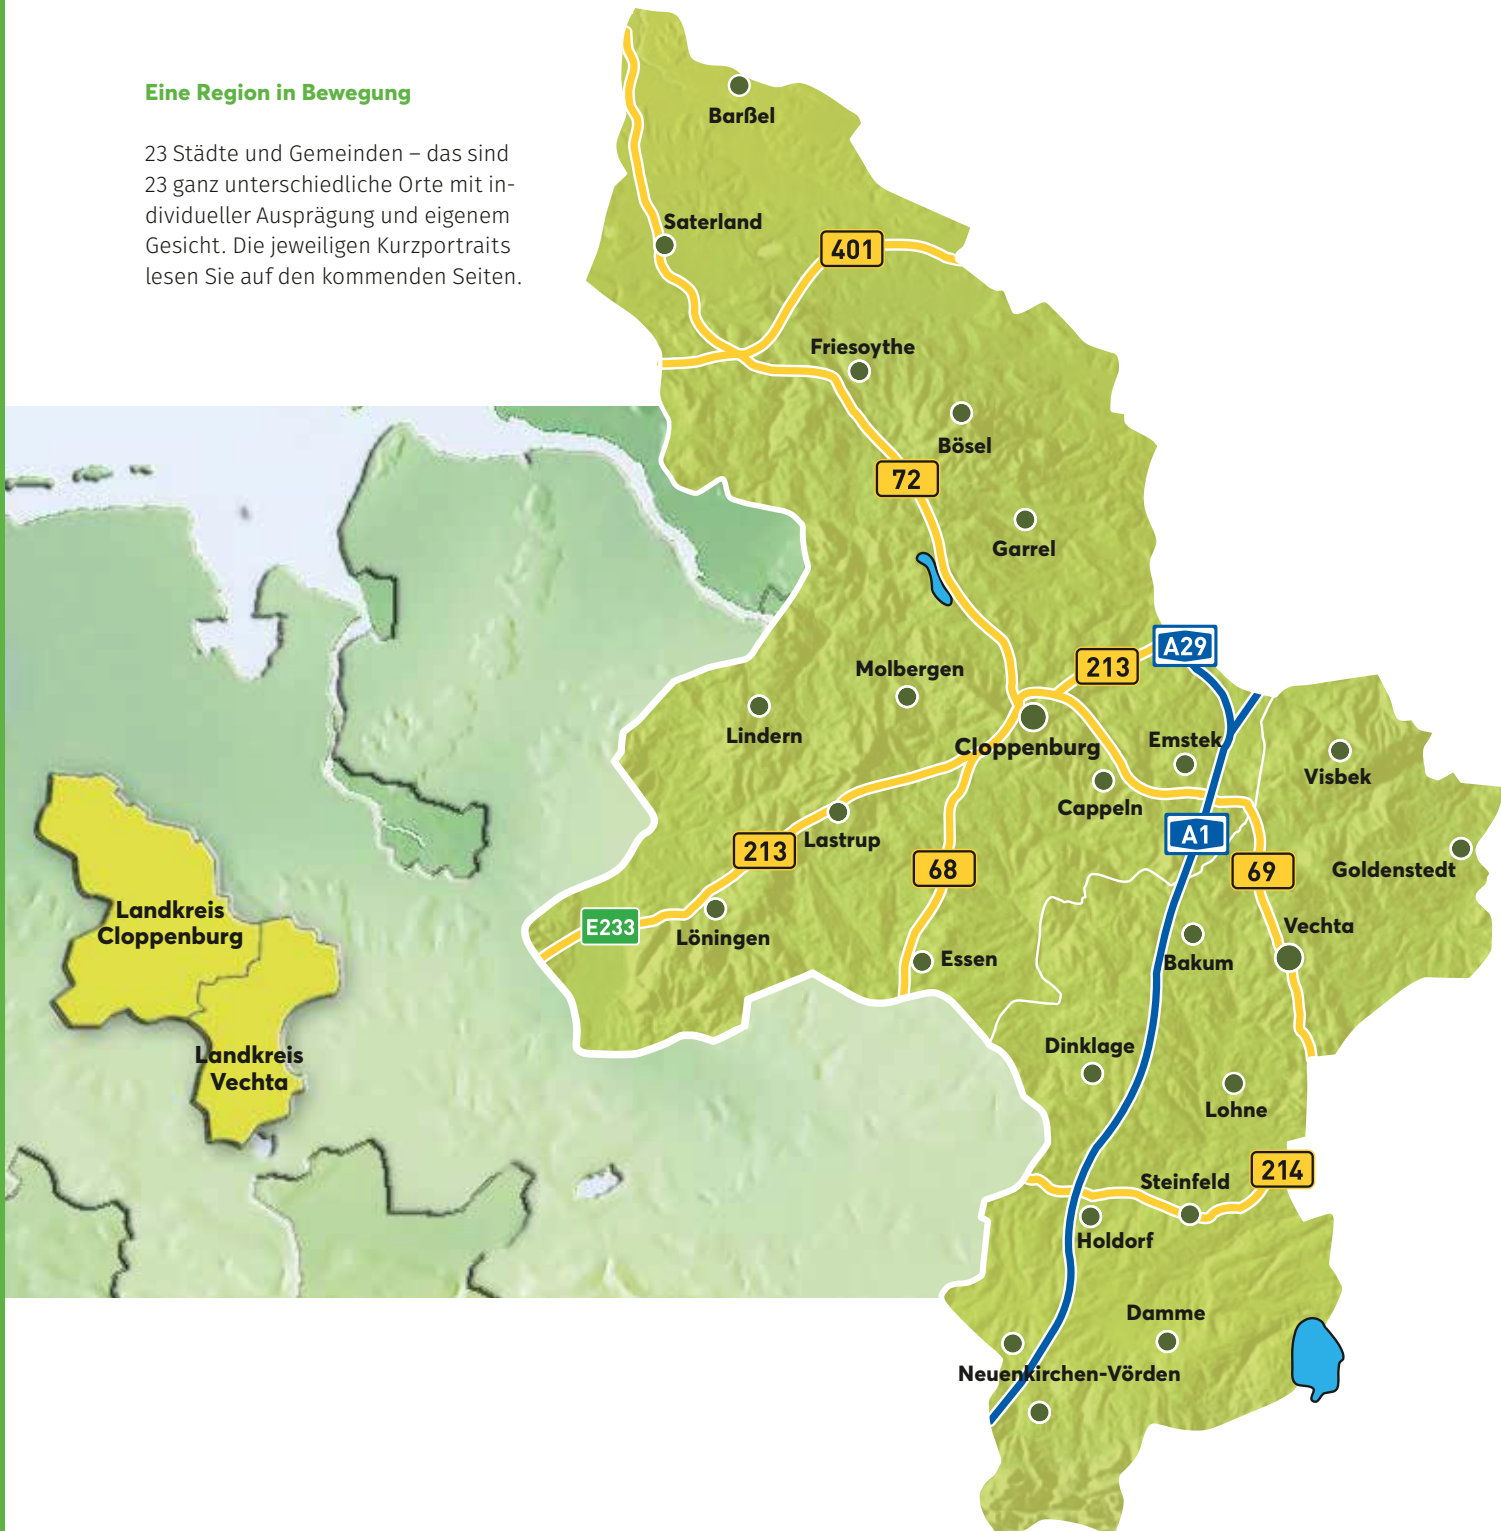 Eine Region in Bewegung
23 Städte und Gemeinden – das sind
23 ganz unterschiedliche Orte mit in-
dividueller Ausprägung und eigenem
Gesicht. Die jeweiligen Kurzportraits
lesen Sie auf den kommenden Seiten.
Barßel
Saterland
401
Friesoythe
Bösel
72
Garrel
A29
213
Molbergen
Lindern
Cloppenburg
Emstek
Visbek
Cappeln
A1
Lastrup
213
68
69
Goldenstedt
Landkreis
Cloppenburg
E233
Löningen
Vechta
Essen
Bakum
Landkreis
Vechta
Dinklage
Lohne
214
Steinfeld
Holdorf
Damme
Neuenkirchen-Vörden